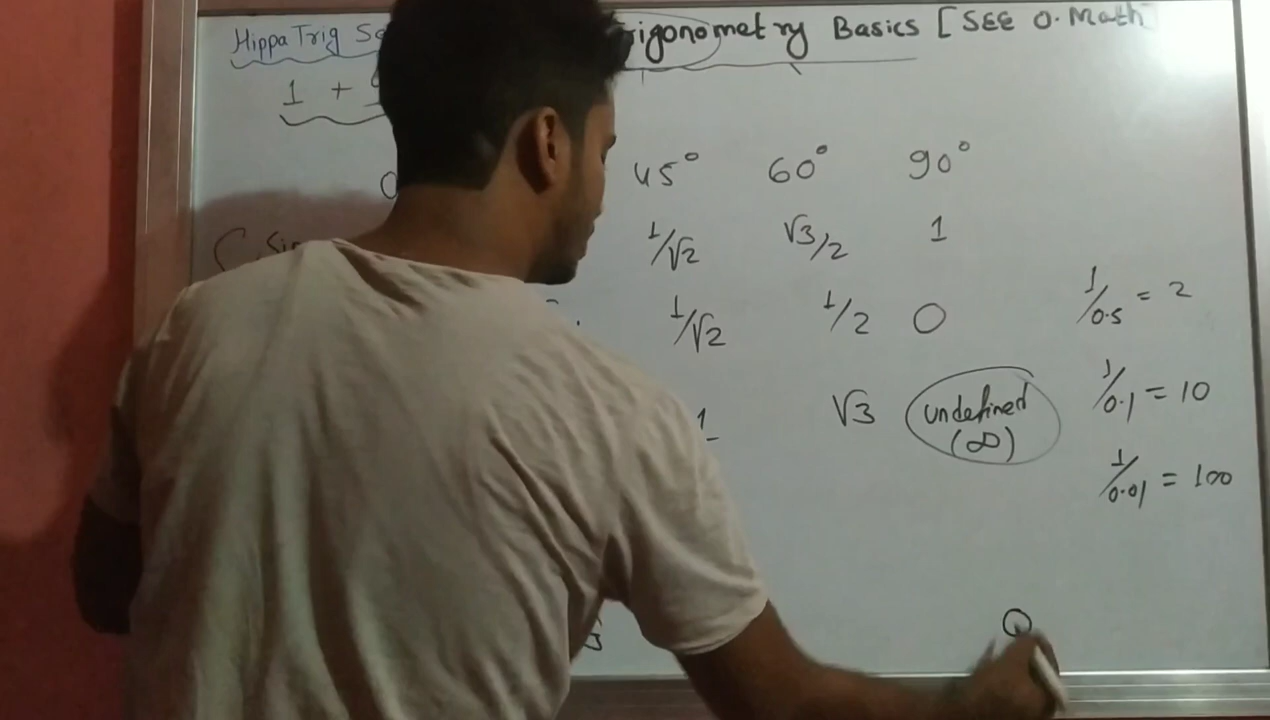 Hippa Trig rigonometry Basics [SEE O. Math
1 +
45° 60° 90°
1/√2 √3/2 1
1/√2 1/2 0
1/0.5 = 2
1 √3 undefined
(∞)
1/0.1 = 10
1/0.01 = 100